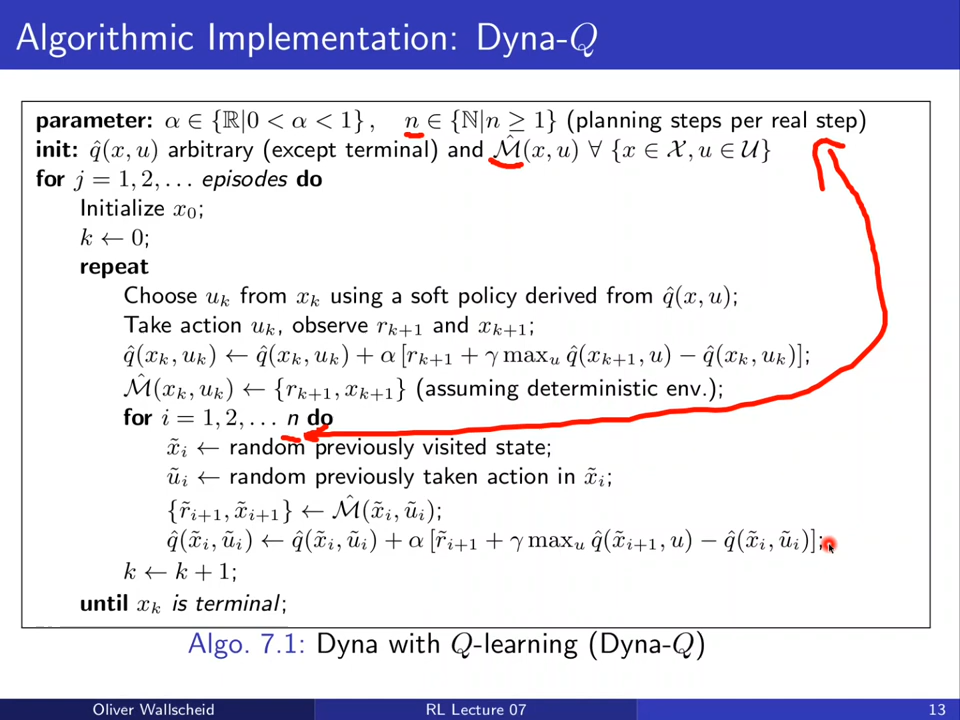 Algorithmic Implementation: Dyna-Q
parameter: α ∈ {ℝ|0 < α < 1}, n ∈ {ℕ|n ≥ 1} (planning steps per real step)
init: q̂(x, u) arbitrary (except terminal) and ℳ̂(x, u) ∀ {x ∈ 𝒳, u ∈ 𝒰}
for j = 1, 2, … episodes do
Initialize x₀;
k ← 0;
repeat
Choose uₖ from xₖ using a soft policy derived from q̂(x, u);
Take action uₖ, observe rₖ₊₁ and xₖ₊₁;
q̂(xₖ, uₖ) ← q̂(xₖ, uₖ) + α [rₖ₊₁ + γ maxᵤ q̂(xₖ₊₁, u) − q̂(xₖ, uₖ)];
ℳ̂(xₖ, uₖ) ← {rₖ₊₁, xₖ₊₁} (assuming deterministic env.);
for i = 1, 2, … n do
x̃ᵢ ← random previously visited state;
ũᵢ ← random previously taken action in x̃ᵢ;
{r̃ᵢ₊₁, x̃ᵢ₊₁} ← ℳ̂(x̃ᵢ, ũᵢ);
q̂(x̃ᵢ, ũᵢ) ← q̂(x̃ᵢ, ũᵢ) + α [r̃ᵢ₊₁ + γ maxᵤ q̂(x̃ᵢ₊₁, u) − q̂(x̃ᵢ, ũᵢ)];
k ← k + 1;
until xₖ is terminal;
Algo. 7.1: Dyna with Q-learning (Dyna-Q)
Oliver Wallscheid RL Lecture 07 13